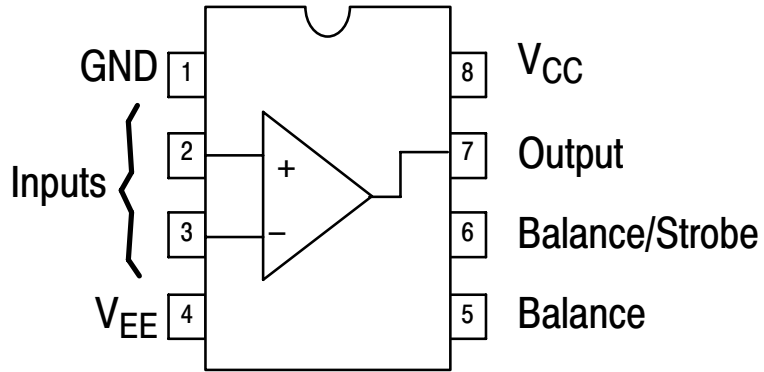 GND 1
8 VCC
2 +
7 Output
Inputs
3 −
6 Balance/Strobe
VEE 4
5 Balance